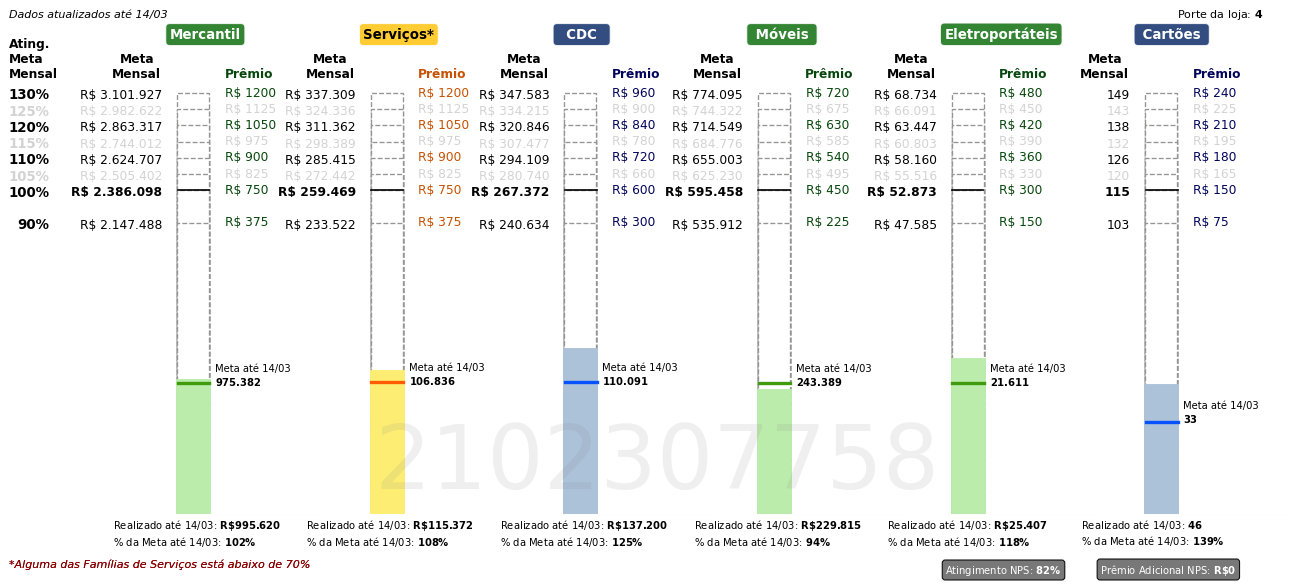 Dados atualizados até 14/03 Porte da loja: 4
Mercantil Serviços* CDC Móveis Eletroportáteis Cartões
Ating. Meta Mensal Meta Mensal Prêmio Meta Mensal Prêmio Meta Mensal Prêmio Meta Mensal Prêmio Meta Mensal Prêmio Meta Mensal Prêmio
130% R$ 3.101.927 R$ 1200 R$ 337.309 R$ 1200 R$ 347.583 R$ 960 R$ 774.095 R$ 720 R$ 68.734 R$ 480 149 R$ 240
125% R$ 2.982.622 R$ 1125 R$ 324.336 R$ 1125 R$ 334.215 R$ 900 R$ 744.322 R$ 675 R$ 66.091 R$ 450 143 R$ 225
120% R$ 2.863.317 R$ 1050 R$ 311.362 R$ 1050 R$ 320.846 R$ 840 R$ 714.549 R$ 630 R$ 63.447 R$ 420 138 R$ 210
115% R$ 2.744.012 R$ 975 R$ 298.389 R$ 975 R$ 307.477 R$ 780 R$ 684.776 R$ 585 R$ 60.803 R$ 390 132 R$ 195
110% R$ 2.624.707 R$ 900 R$ 285.415 R$ 900 R$ 294.109 R$ 720 R$ 655.003 R$ 540 R$ 58.160 R$ 360 126 R$ 180
105% R$ 2.505.402 R$ 825 R$ 272.442 R$ 825 R$ 280.740 R$ 660 R$ 625.230 R$ 495 R$ 55.516 R$ 330 120 R$ 165
100% R$ 2.386.098 R$ 750 R$ 259.469 R$ 750 R$ 267.372 R$ 600 R$ 595.458 R$ 450 R$ 52.873 R$ 300 115 R$ 150
90% R$ 2.147.488 R$ 375 R$ 233.522 R$ 375 R$ 240.634 R$ 300 R$ 535.912 R$ 225 R$ 47.585 R$ 150 103 R$ 75
Meta até 14/03 Meta até 14/03 Meta até 14/03 Meta até 14/03 Meta até 14/03 Meta até 14/03
975.382 106.836 110.091 243.389 21.611 33
2102307758
Realizado até 14/03: R$995.620 Realizado até 14/03: R$115.372 Realizado até 14/03: R$137.200 Realizado até 14/03: R$229.815 Realizado até 14/03: R$25.407 Realizado até 14/03: 46
% da Meta até 14/03: 102% % da Meta até 14/03: 108% % da Meta até 14/03: 125% % da Meta até 14/03: 94% % da Meta até 14/03: 118% % da Meta até 14/03: 139%
*Alguma das Famílias de Serviços está abaixo de 70% Atingimento NPS: 82% Prêmio Adicional NPS: R$0